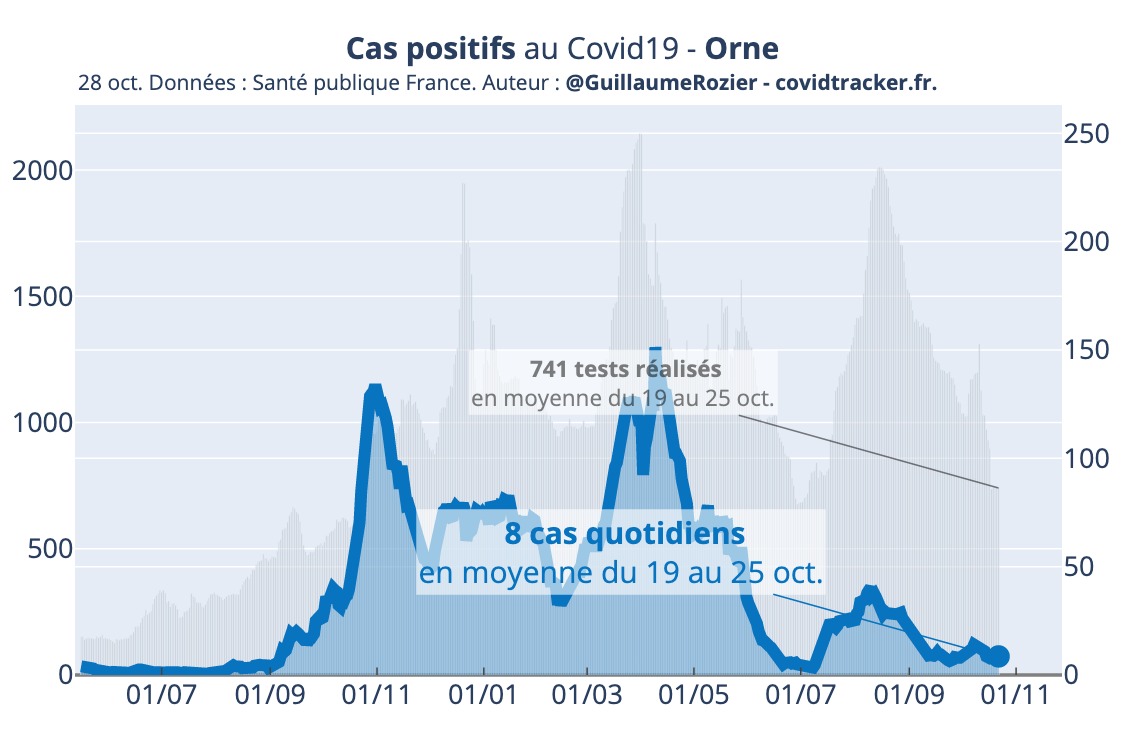 Cas positifs au Covid19 - Orne
28 oct. Données : Santé publique France. Auteur : @GuillaumeRozier - covidtracker.fr.
250
2000
200
1500
150
741 tests réalisés
en moyenne du 19 au 25 oct.
1000
100
8 cas quotidiens
500
50
en moyenne du 19 au 25 oct.
0
0
01/07 01/09 01/11 01/01 01/03 01/05 01/07 01/09 01/11